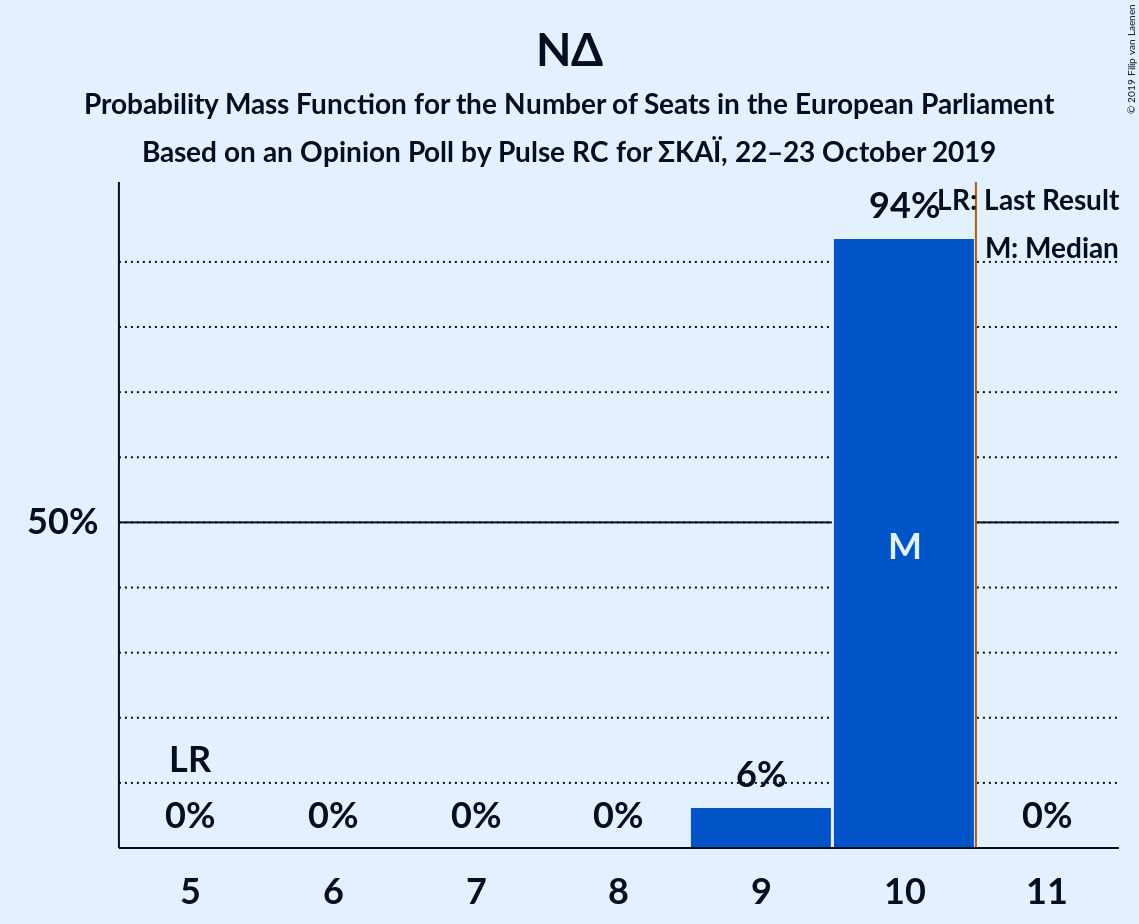 ΝΔ
Probability Mass Function for the Number of Seats in the European Parliament
Based on an Opinion Poll by Pulse RC for ΣΚΑΪ, 22–23 October 2019
© 2019 Filip van Laenen
94%
LR: Last Result
M: Median
50%
M
LR
6%
0% 0% 0% 0% 0%
5 6 7 8 9 10 11